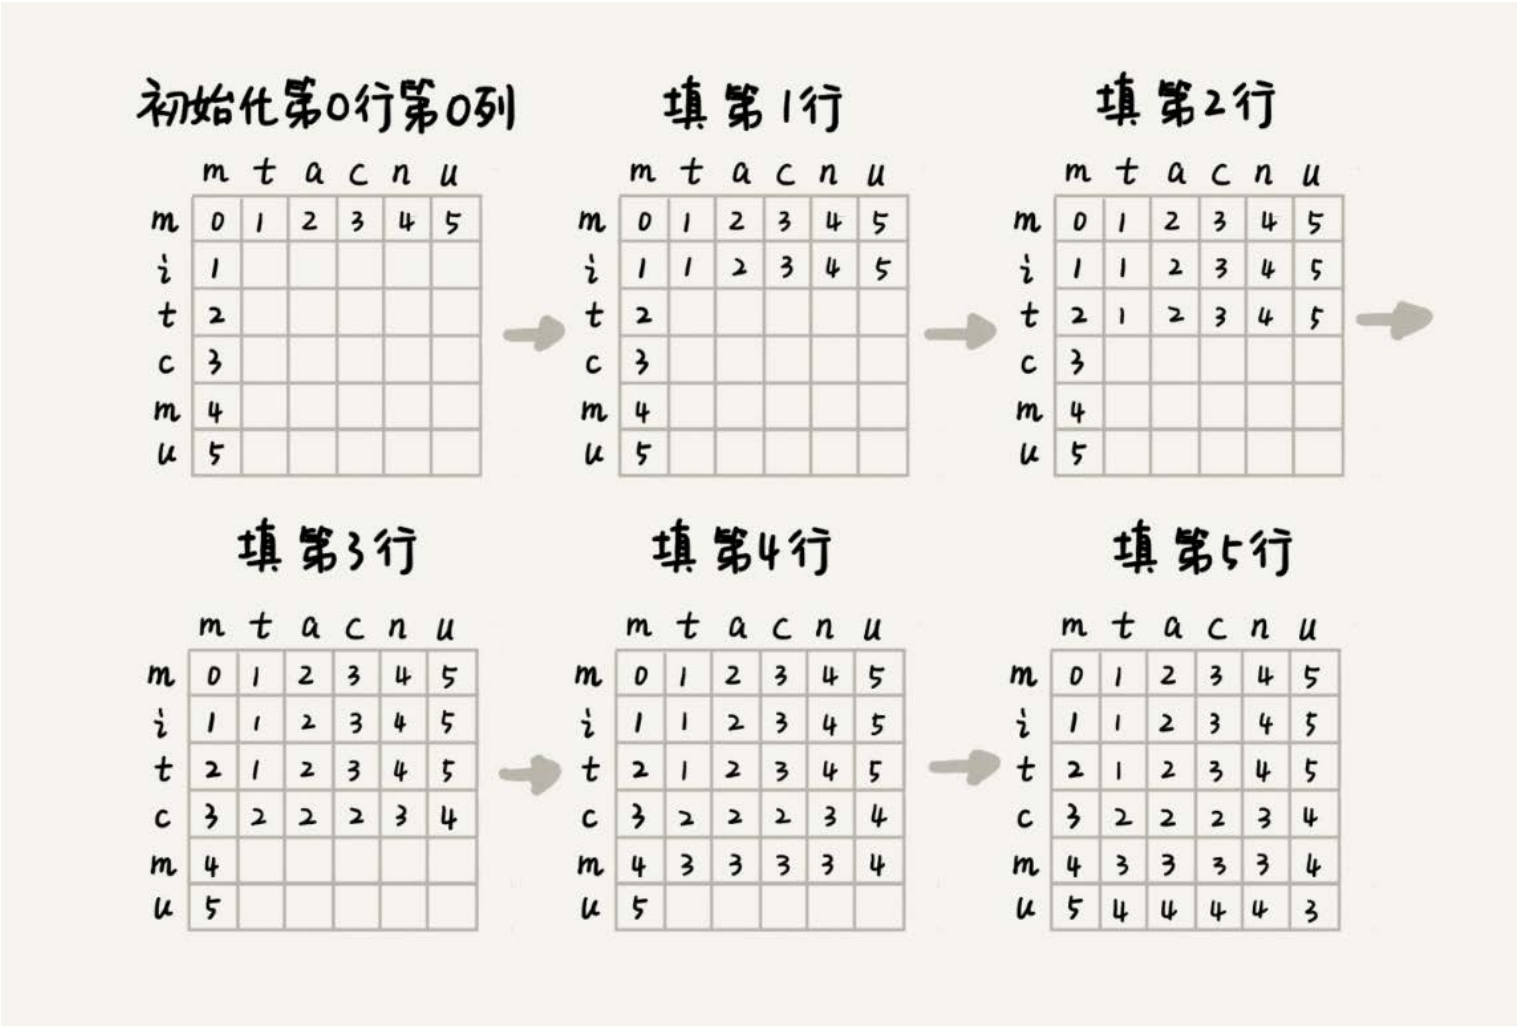 初始化第0行第0列 填第1行 填第2行
m t a c n u m t a c n u m t a c n u
m 0 1 2 3 4 5 m 0 1 2 3 4 5 m 0 1 2 3 4 5
i 1 i 1 1 2 3 4 5 i 1 1 2 3 4 5
t 2 t 2 t 2 1 2 3 4 5
c 3 c 3 c 3
m 4 m 4 m 4
u 5 u 5 u 5
填第3行 填第4行 填第5行
m t a c n u m t a c n u m t a c n u
m 0 1 2 3 4 5 m 0 1 2 3 4 5 m 0 1 2 3 4 5
i 1 1 2 3 4 5 i 1 1 2 3 4 5 i 1 1 2 3 4 5
t 2 1 2 3 4 5 t 2 1 2 3 4 5 t 2 1 2 3 4 5
c 3 2 2 2 3 4 c 3 2 2 2 3 4 c 3 2 2 2 3 4
m 4 m 4 3 3 3 3 4 m 4 3 3 3 3 4
u 5 u 5 u 5 4 4 4 4 3